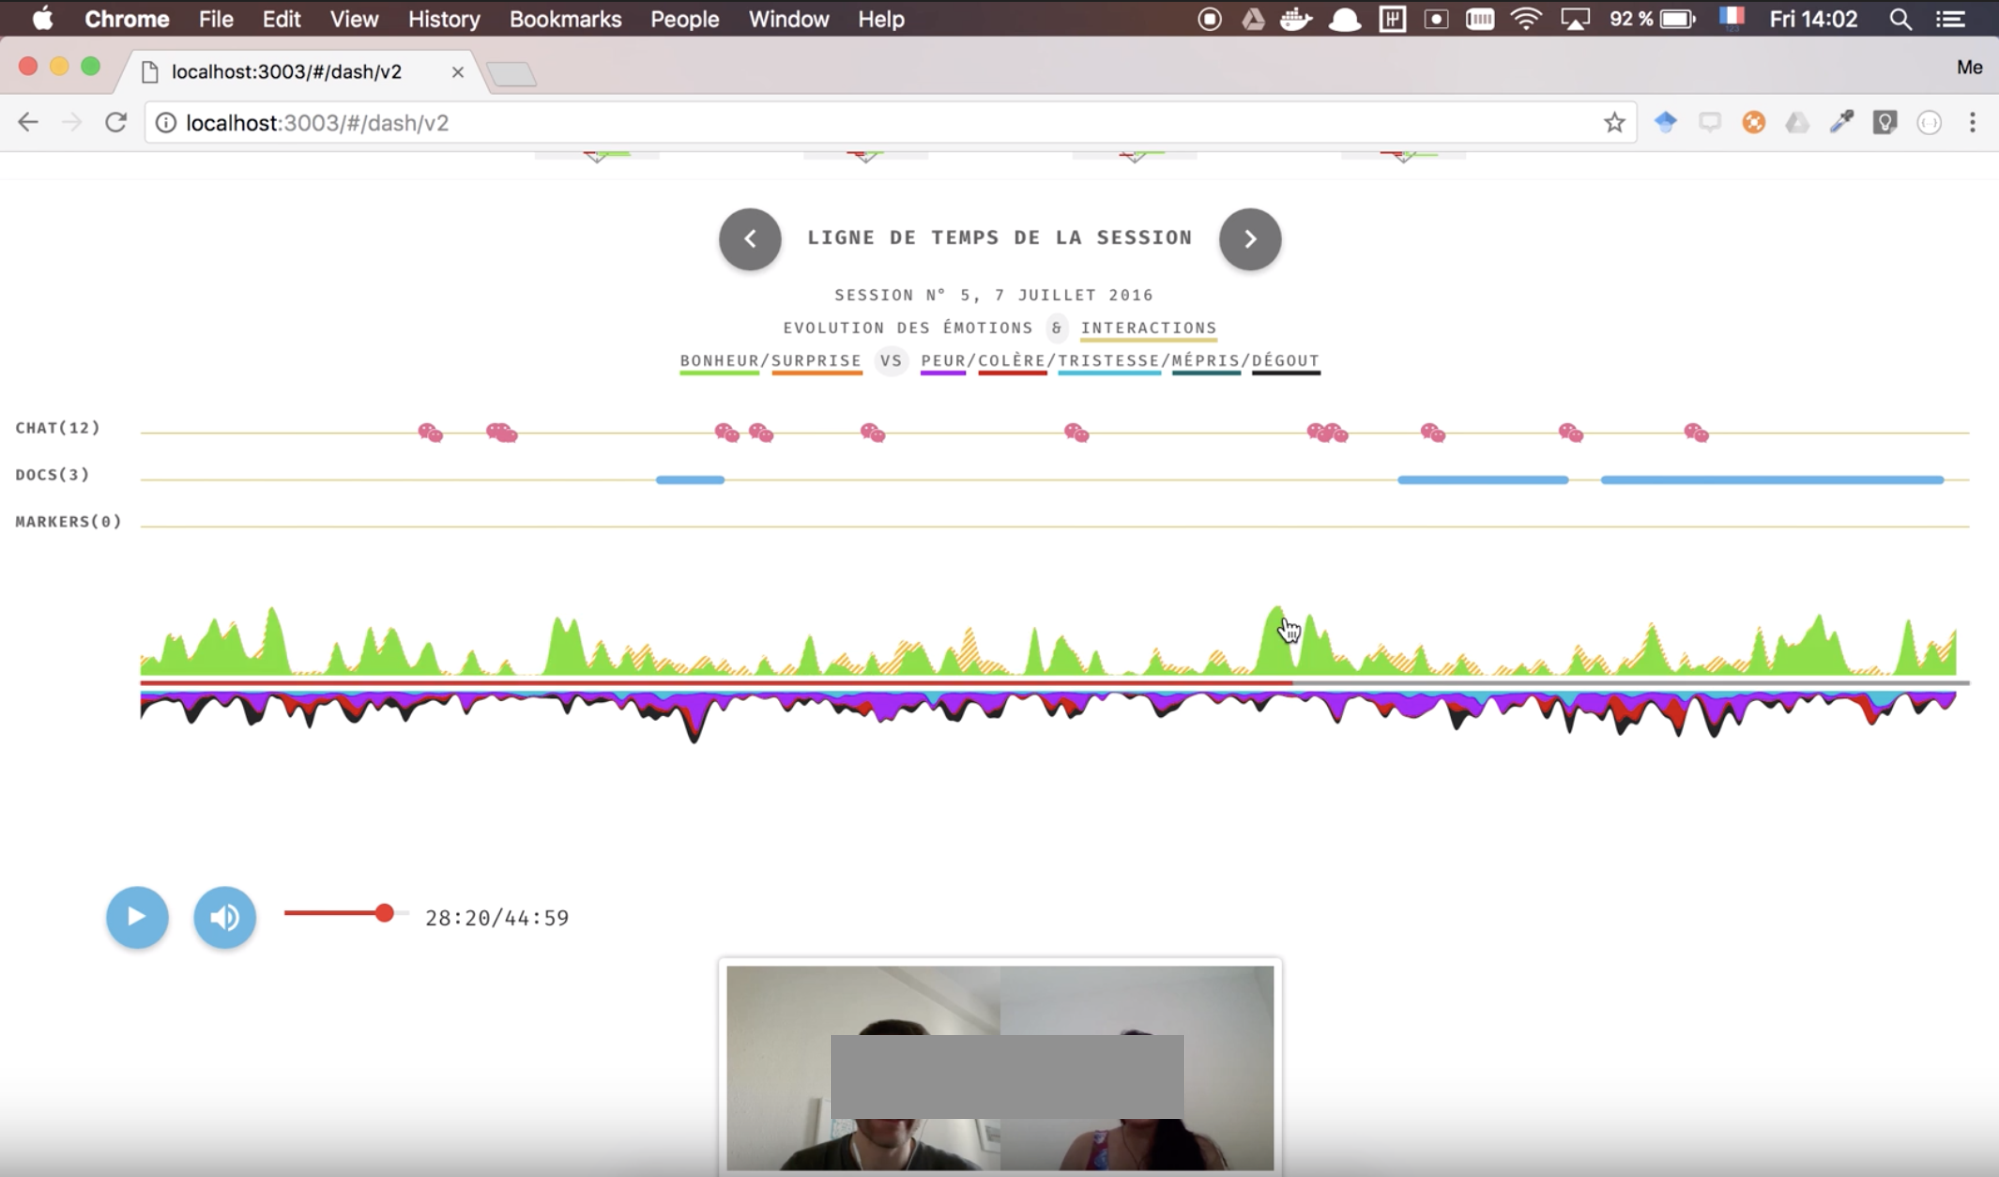 Chrome File Edit View History Bookmarks People Window Help 92 % Fri 14:02
localhost:3003/#/dash/v2 Me
localhost:3003/#/dash/v2
LIGNE DE TEMPS DE LA SESSION
SESSION N° 5, 7 JUILLET 2016
EVOLUTION DES ÉMOTIONS & INTERACTIONS
BONHEUR/SURPRISE VS PEUR/COLÈRE/TRISTESSE/MÉPRIS/DÉGOUT
CHAT(12)
DOCS(3)
MARKERS(0)
28:20/44:59